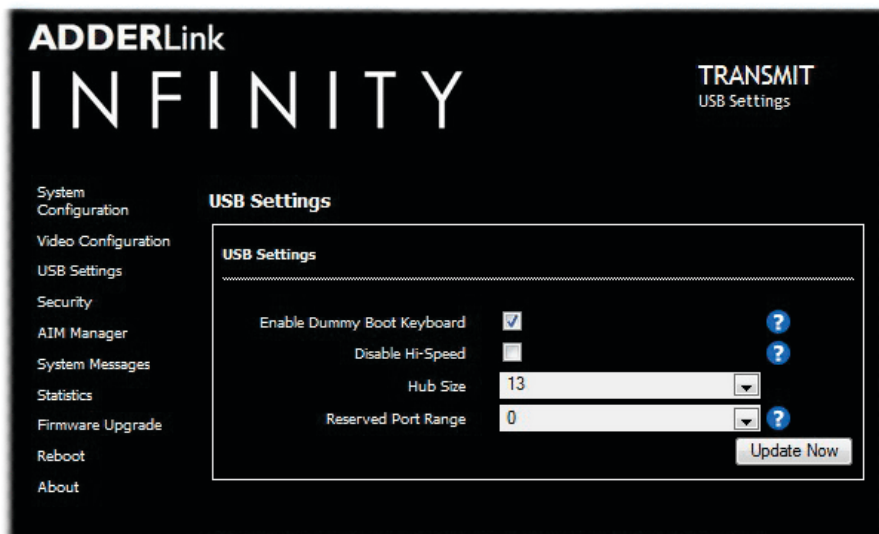 ADDERLink
INFINITY
TRANSMIT
USB Settings
System
Configuration
Video Configuration
USB Settings
Security
AIM Manager
System Messages
Statistics
Firmware Upgrade
Reboot
About
USB Settings
USB Settings
Enable Dummy Boot Keyboard
?
Disable Hi-Speed
?
Hub Size
13
Reserved Port Range
0
?
Update Now